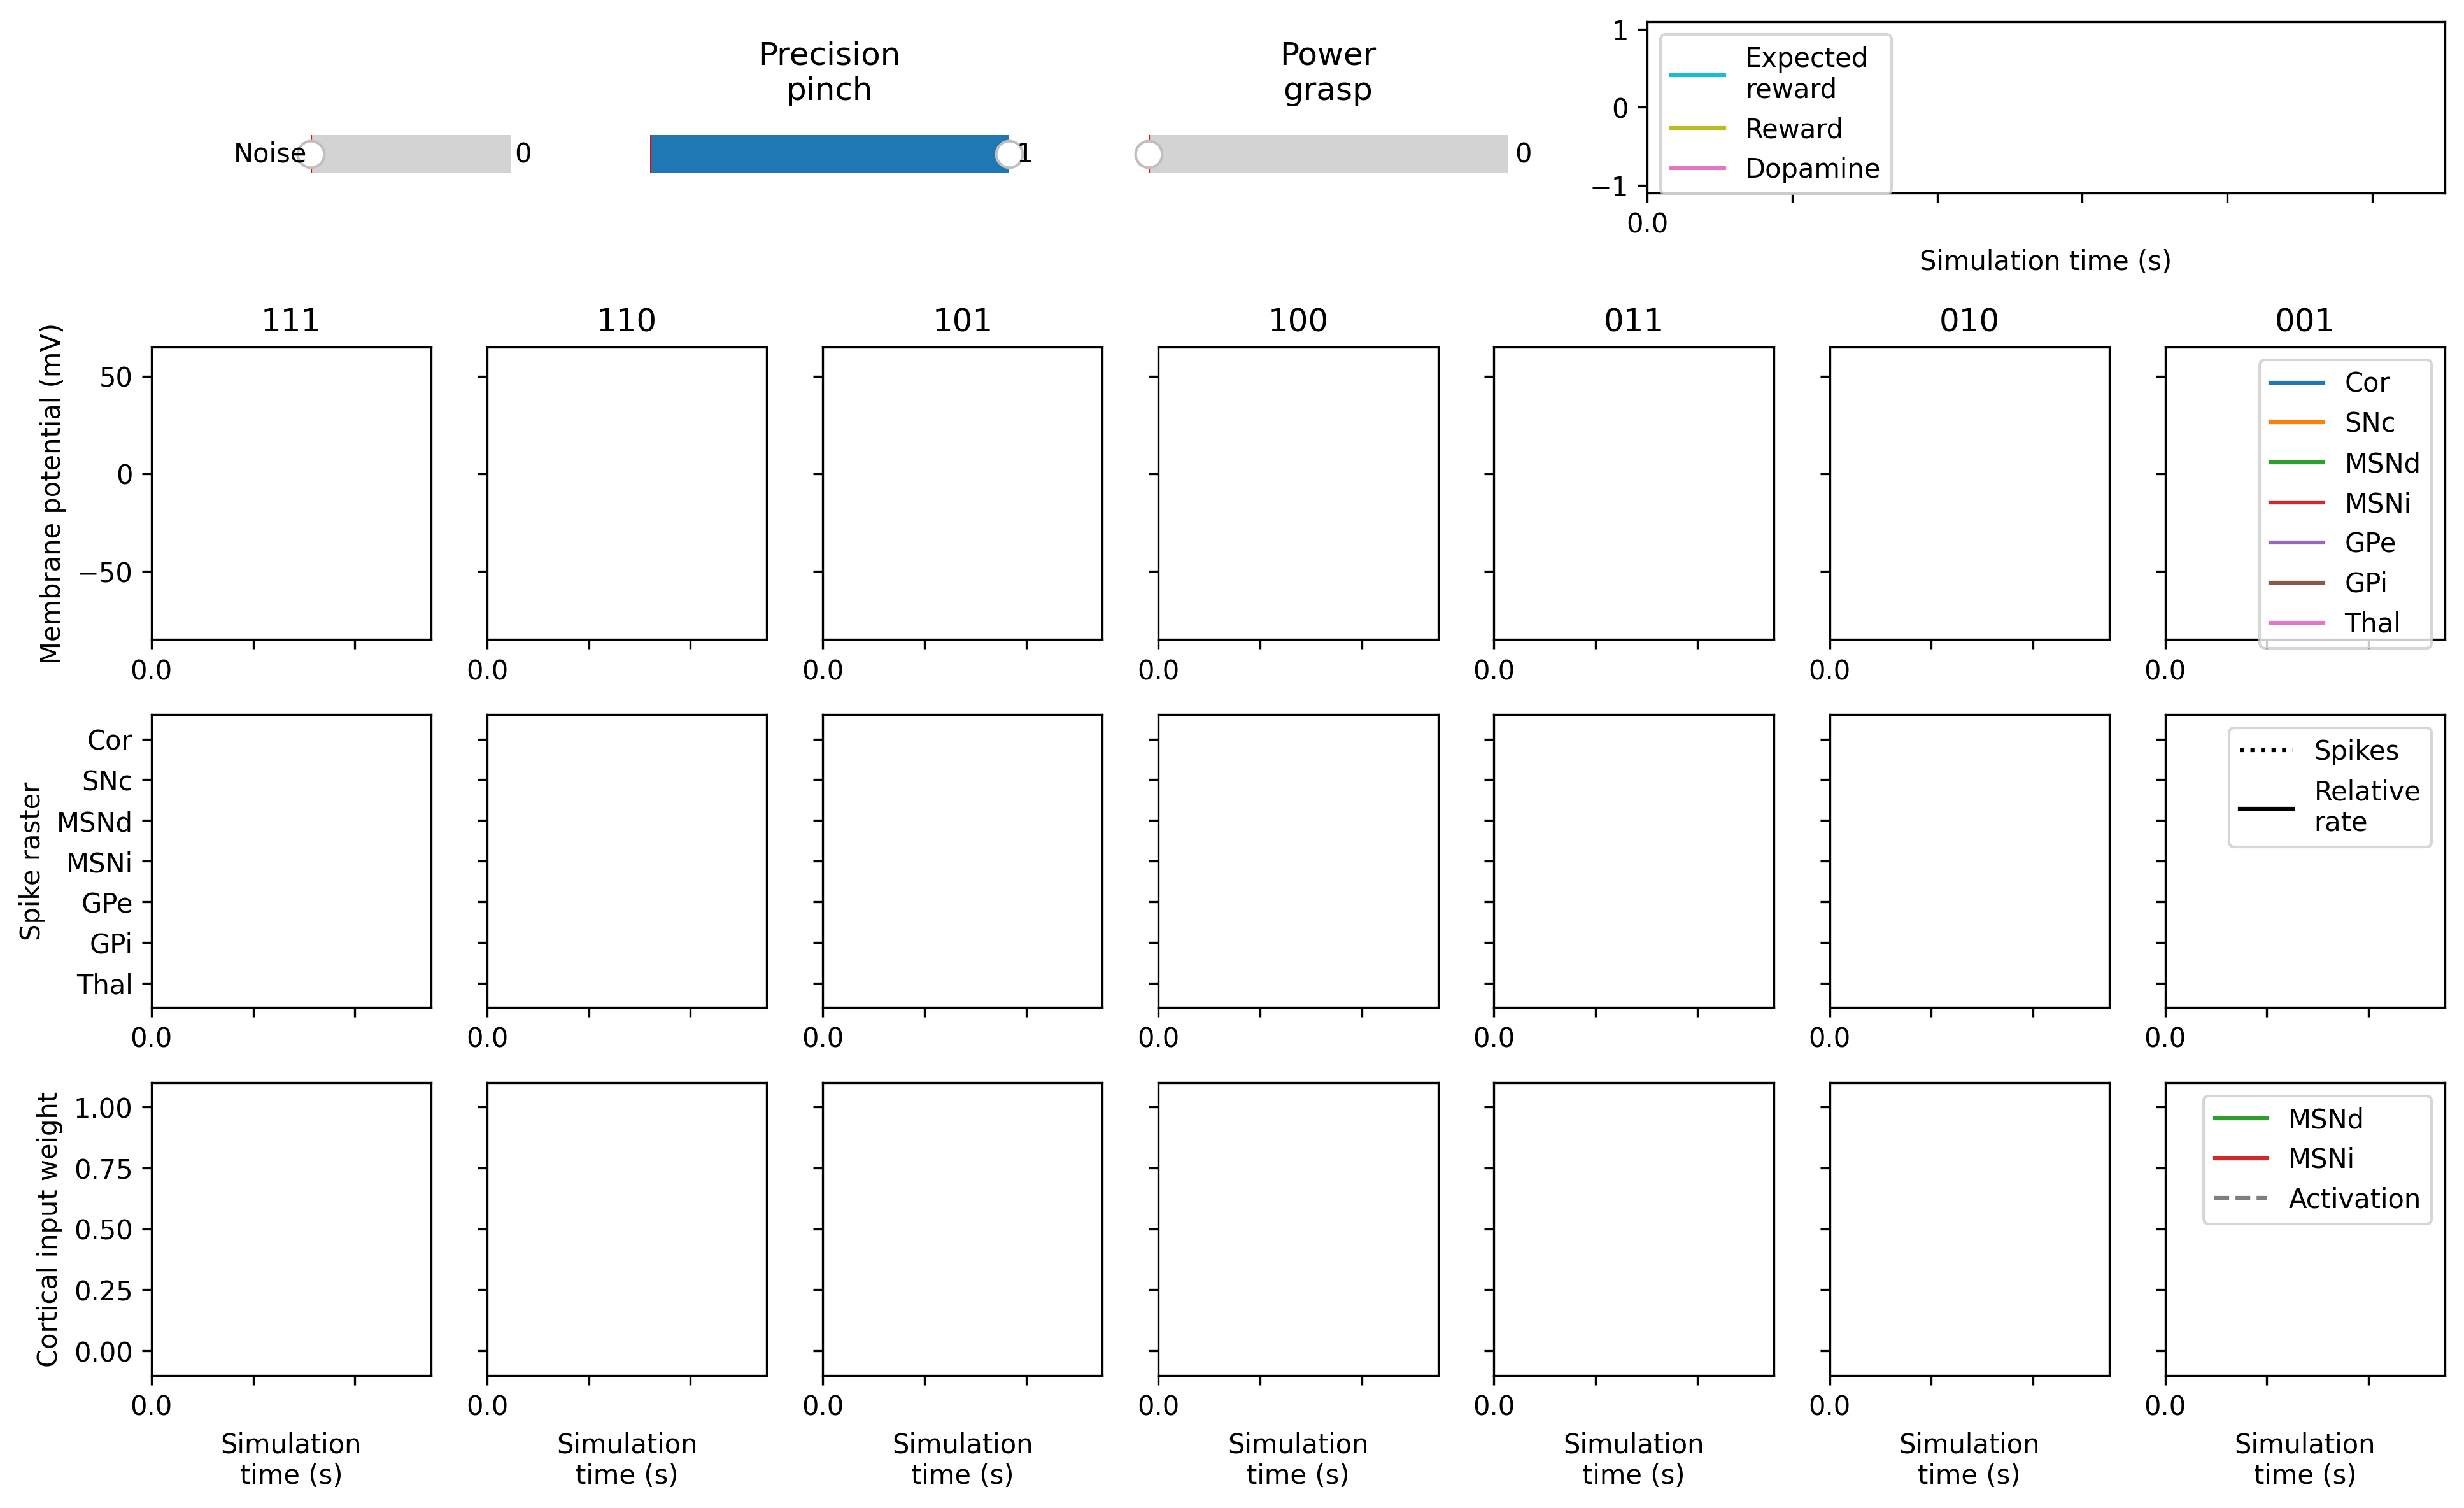 Precision
pinch
Power
grasp
Noise
0
1
0
1
0
−1
Expected
reward
Reward
Dopamine
0.0
Simulation time (s)
111
110
101
100
011
010
001
Membrane potential (mV)
50
0
−50
Cor
SNc
MSNd
MSNi
GPe
GPi
Thal
0.0
0.0
0.0
0.0
0.0
0.0
0.0
Spike raster
Cor
SNc
MSNd
MSNi
GPe
GPi
Thal
Spikes
Relative
rate
0.0
0.0
0.0
0.0
0.0
0.0
0.0
Cortical input weight
1.00
0.75
0.50
0.25
0.00
MSNd
MSNi
Activation
0.0
0.0
0.0
0.0
0.0
0.0
0.0
Simulation
time (s)
Simulation
time (s)
Simulation
time (s)
Simulation
time (s)
Simulation
time (s)
Simulation
time (s)
Simulation
time (s)